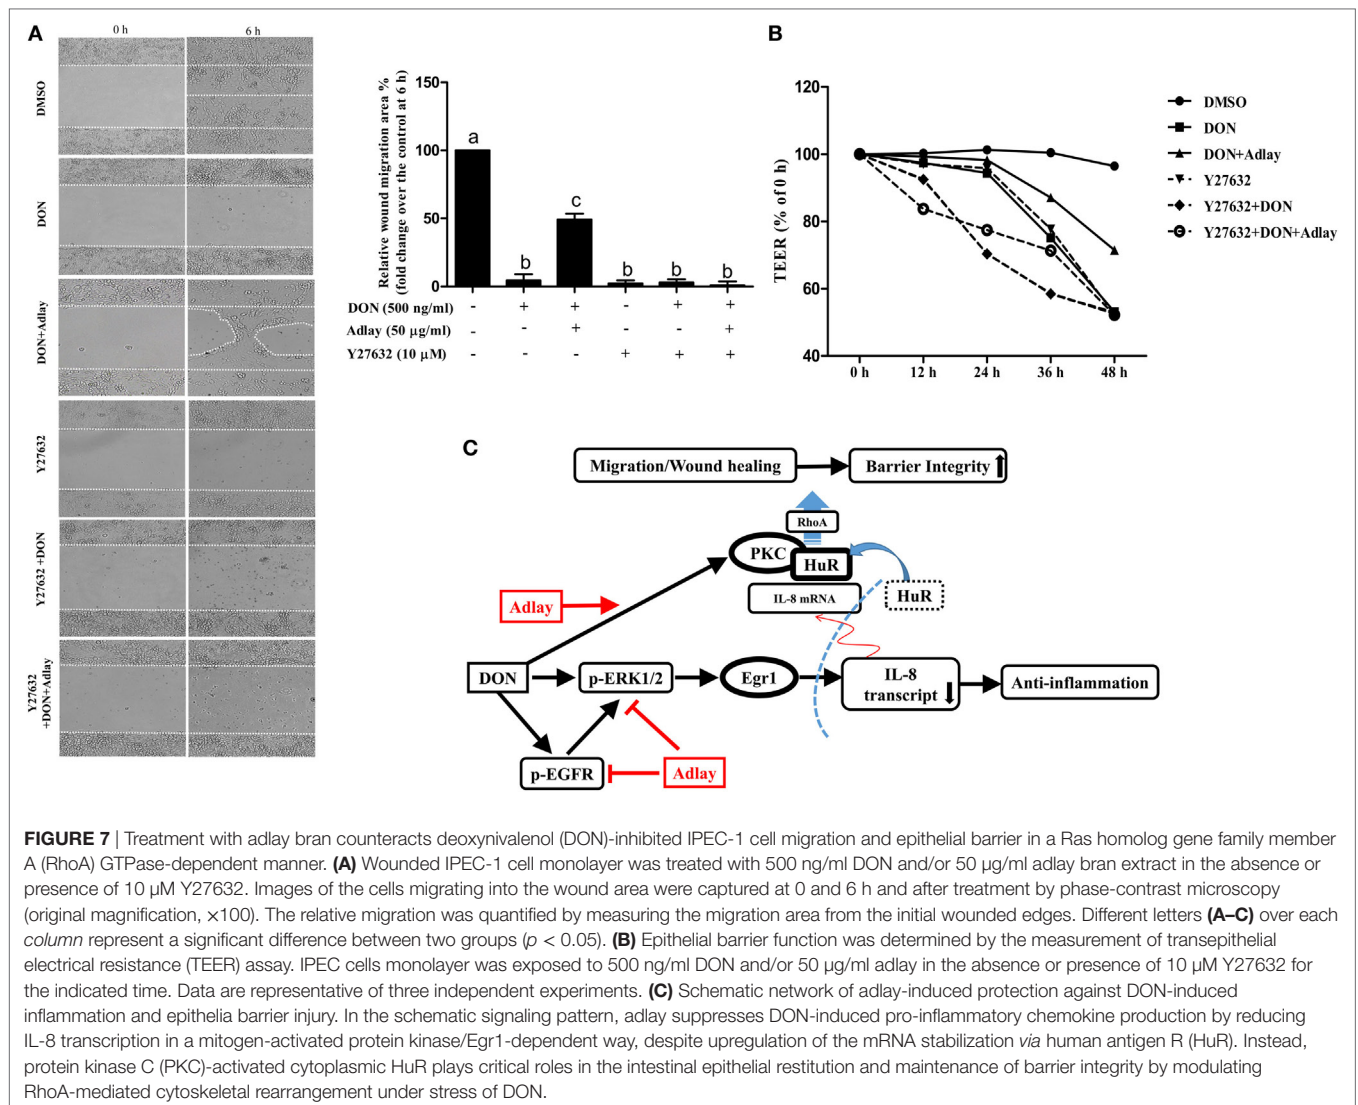 A
0 h
6 h
DMSO
DON
DON+Adlay
Y27632
Y27632 +DON
Y27632
+DON+Adlay
Relative wound migration area %
(fold change over the control at 6 h)
150
100
50
0
a
b
c
b
b
b
DON (500 ng/ml) - + + - + +
Adlay (50 μg/ml) - - + - - +
Y27632 (10 μM) - - - + + +
B
TEER (% of 0 h)
120
100
80
60
40
0 h 12 h 24 h 36 h 48 h
DMSO
DON
DON+Adlay
Y27632
Y27632+DON
Y27632+DON+Adlay
C
Migration/Wound healing
Barrier Integrity
RhoA
PKC
HuR
IL-8 mRNA
HuR
Adlay
DON
p-ERK1/2
Egr1
IL-8
transcript
Anti-inflammation
p-EGFR
Adlay
FIGURE 7 | Treatment with adlay bran counteracts deoxynivalenol (DON)-inhibited IPEC-1 cell migration and epithelial barrier in a Ras homolog gene family member
A (RhoA) GTPase-dependent manner. (A) Wounded IPEC-1 cell monolayer was treated with 500 ng/ml DON and/or 50 μg/ml adlay bran extract in the absence or
presence of 10 μM Y27632. Images of the cells migrating into the wound area were captured at 0 and 6 h and after treatment by phase-contrast microscopy
(original magnification, ×100). The relative migration was quantified by measuring the migration area from the initial wounded edges. Different letters (A–C) over each
column represent a significant difference between two groups (p < 0.05). (B) Epithelial barrier function was determined by the measurement of transepithelial
electrical resistance (TEER) assay. IPEC cells monolayer was exposed to 500 ng/ml DON and/or 50 μg/ml adlay in the absence or presence of 10 μM Y27632 for
the indicated time. Data are representative of three independent experiments. (C) Schematic network of adlay-induced protection against DON-induced
inflammation and epithelia barrier injury. In the schematic signaling pattern, adlay suppresses DON-induced pro-inflammatory chemokine production by reducing
IL-8 transcription in a mitogen-activated protein kinase/Egr1-dependent way, despite upregulation of the mRNA stabilization via human antigen R (HuR). Instead,
protein kinase C (PKC)-activated cytoplasmic HuR plays critical roles in the intestinal epithelial restitution and maintenance of barrier integrity by modulating
RhoA-mediated cytoskeletal rearrangement under stress of DON.